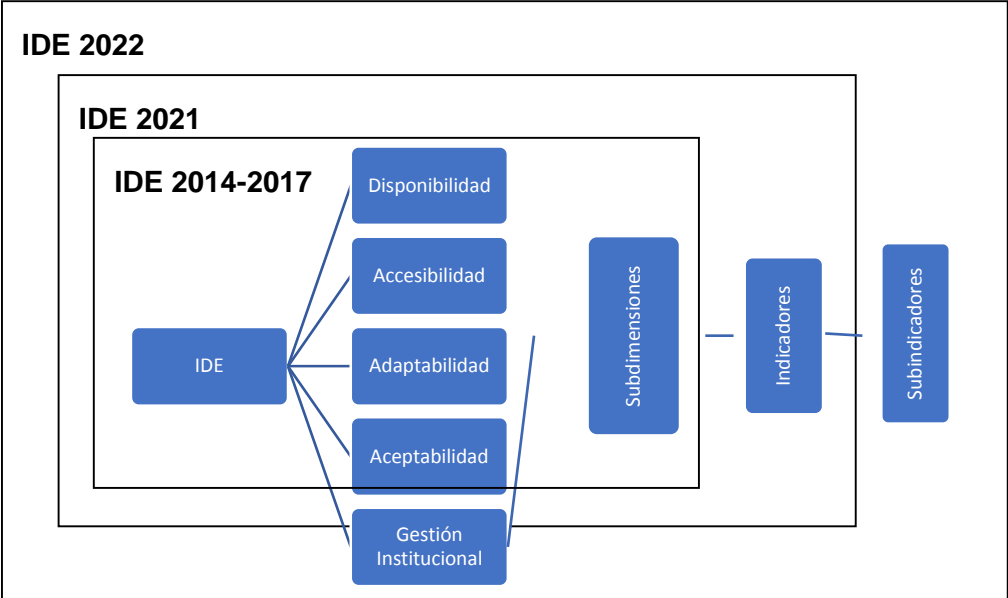 IDE 2022
IDE 2021
IDE 2014-2017
Disponibilidad
Accesibilidad
IDE
Adaptabilidad
Aceptabilidad
Gestión
Institucional
Subdimensiones
Indicadores
Subindicadores